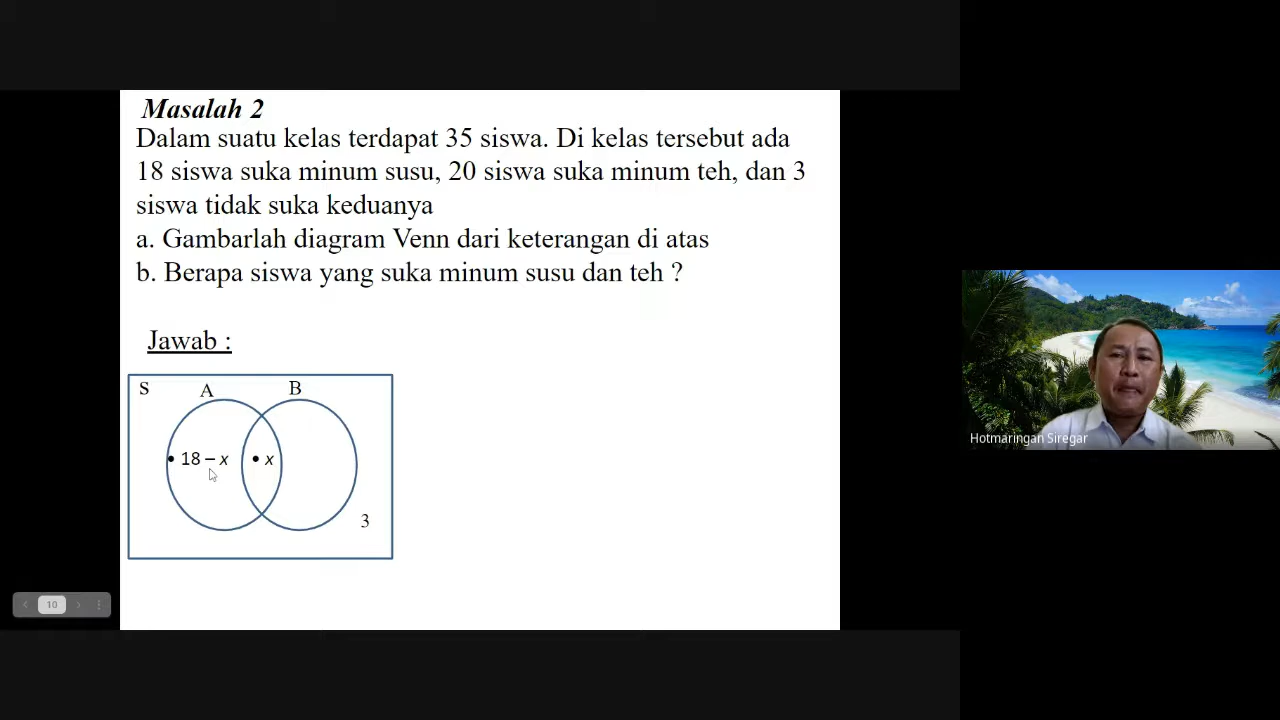 Masalah 2
Dalam suatu kelas terdapat 35 siswa. Di kelas tersebut ada
18 siswa suka minum susu, 20 siswa suka minum teh, dan 3
siswa tidak suka keduanya
a. Gambarlah diagram Venn dari keterangan di atas
b. Berapa siswa yang suka minum susu dan teh ?
Jawab :
S A B
• 18 – x • x
3
Hotmaringan Siregar
10